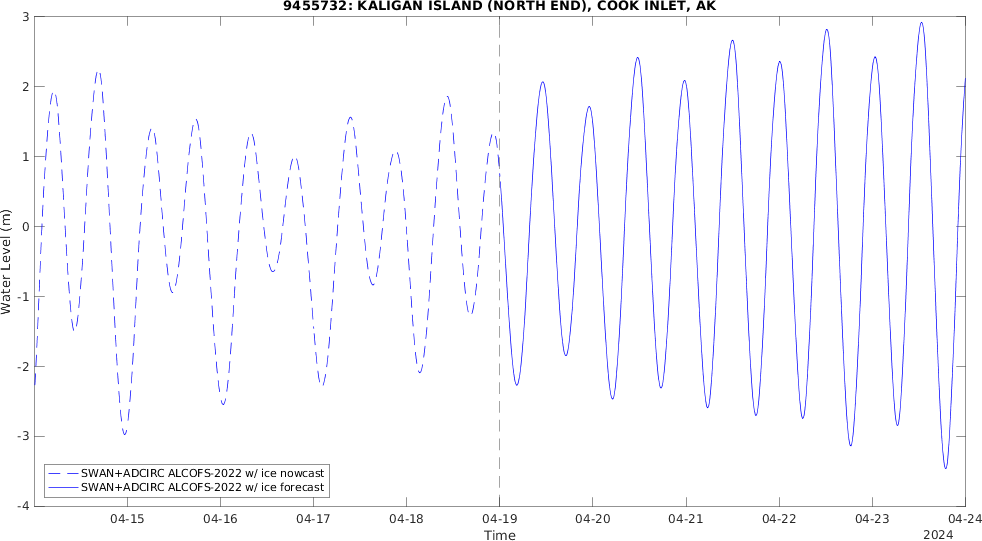 9455732: KALIGAN ISLAND (NORTH END), COOK INLET, AK
3
2
1
0
-1
-2
-3
-4
Water Level (m)
SWAN+ADCIRC ALCOFS-2022 w/ ice nowcast
SWAN+ADCIRC ALCOFS-2022 w/ ice forecast
04-15 04-16 04-17 04-18 04-19 04-20 04-21 04-22 04-23 04-24
Time
2024